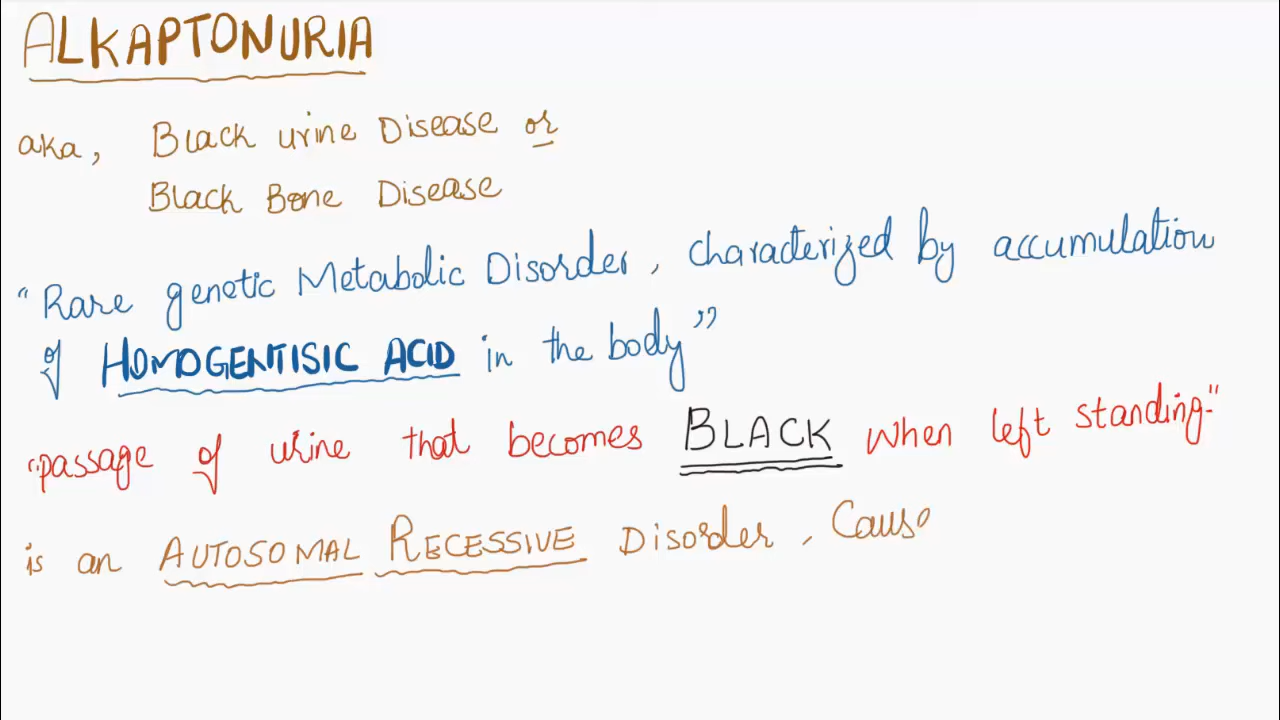 ALKAPTONURIA
aka, Black urine Disease or
Black Bone Disease
"Rare genetic Metabolic Disorder, characterized by accumulation
of HOMOGENTISIC ACID in the body"
"passage of urine that becomes BLACK when left standing."
is an AUTOSOMAL RECESSIVE Disorder, Cause